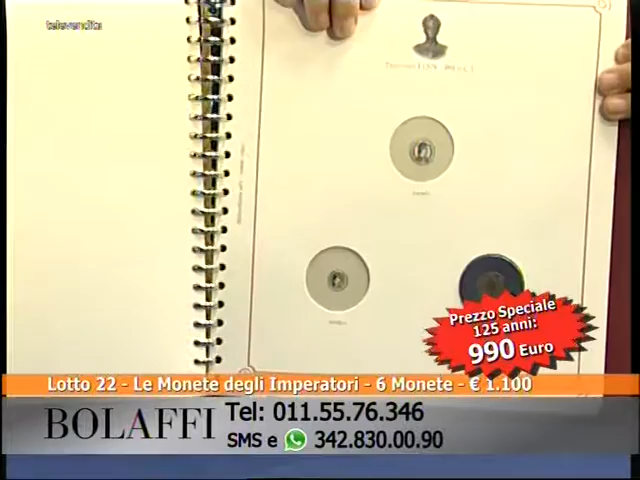 televendita
Prezzo Speciale
125 anni:
990 Euro
Lotto 22 - Le Monete degli Imperatori - 6 Monete - € 1.100
BOLAFFI
Tel: 011.55.76.346
SMS e 342.830.00.90